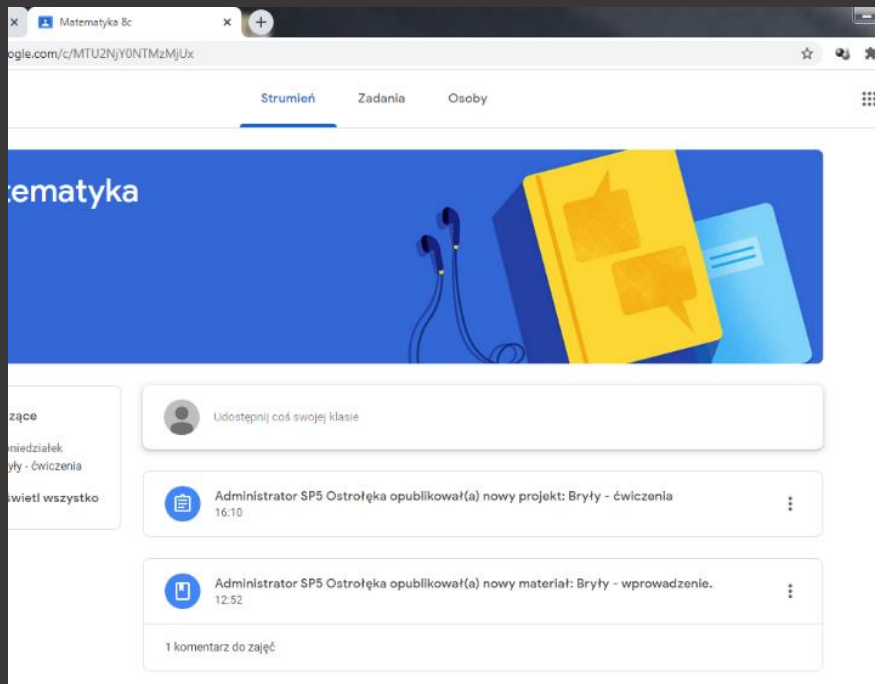 Matematyka 8c
ogle.com/c/MTU2NjY0NTMzMjUx
Strumień Zadania Osoby
tematyka
zące
oniedziałek
yły - ćwiczenia
świetl wszystko
Udostępnij coś swojej klasie
Administrator SP5 Ostrołęka opublikował(a) nowy projekt: Bryły - ćwiczenia
16:10
Administrator SP5 Ostrołęka opublikował(a) nowy materiał: Bryły - wprowadzenie.
12:52
1 komentarz do zajęć